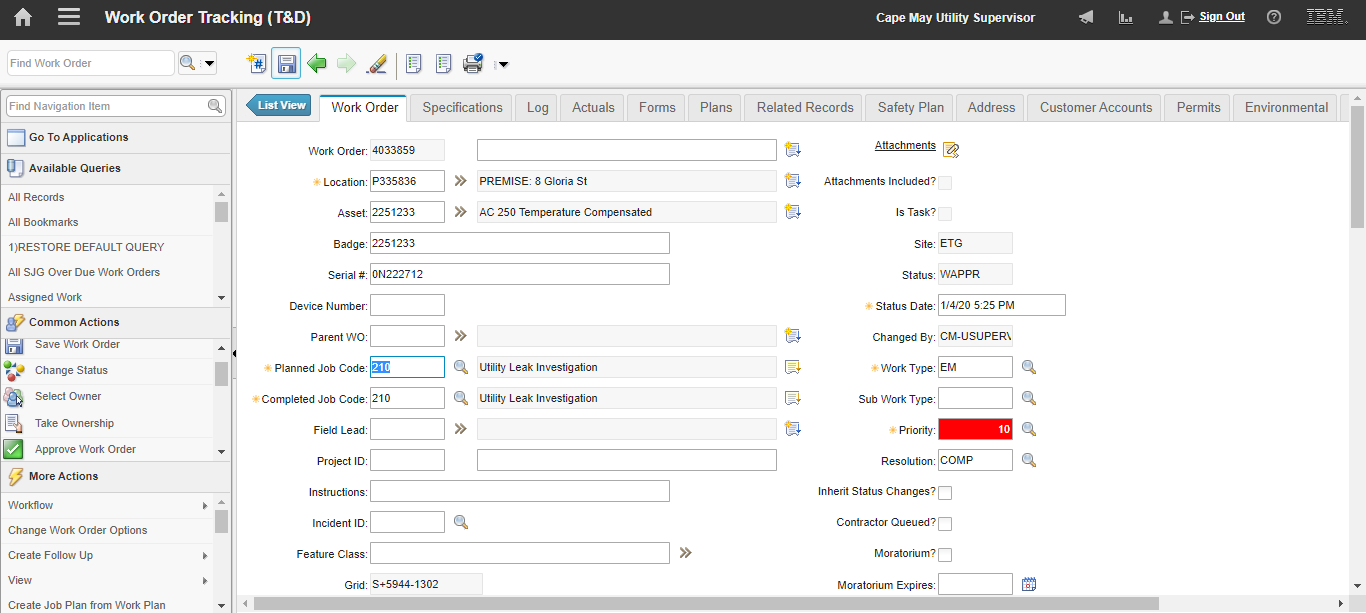 Work Order Tracking (T&D)
Cape May Utility Supervisor
Sign Out
IBM.
Find Work Order
Find Navigation Item
Go To Applications
Available Queries
All Records
All Bookmarks
1)RESTORE DEFAULT QUERY
All SJG Over Due Work Orders
Assigned Work
Common Actions
Save Work Order
Change Status
Select Owner
Take Ownership
Approve Work Order
More Actions
Workflow
Change Work Order Options
Create Follow Up
View
Create Job Plan from Work Plan
List View Work Order Specifications Log Actuals Forms Plans Related Records Safety Plan Address Customer Accounts Permits Environmental
Work Order: 4033859
Location: P335836 PREMISE: 8 Gloria St
Asset: 2251233 AC 250 Temperature Compensated
Badge: 2251233
Serial #: 0N222712
Device Number:
Parent WO:
Planned Job Code: 210 Utility Leak Investigation
Completed Job Code: 210 Utility Leak Investigation
Field Lead:
Project ID:
Instructions:
Incident ID:
Feature Class:
Grid: S+5944-1302
Attachments
Attachments Included?
Is Task?
Site: ETG
Status: WAPPR
Status Date: 1/4/20 5:25 PM
Changed By: CM-USUPERV
Work Type: EM
Sub Work Type:
Priority: 10
Resolution: COMP
Inherit Status Changes?
Contractor Queued?
Moratorium?
Moratorium Expires: